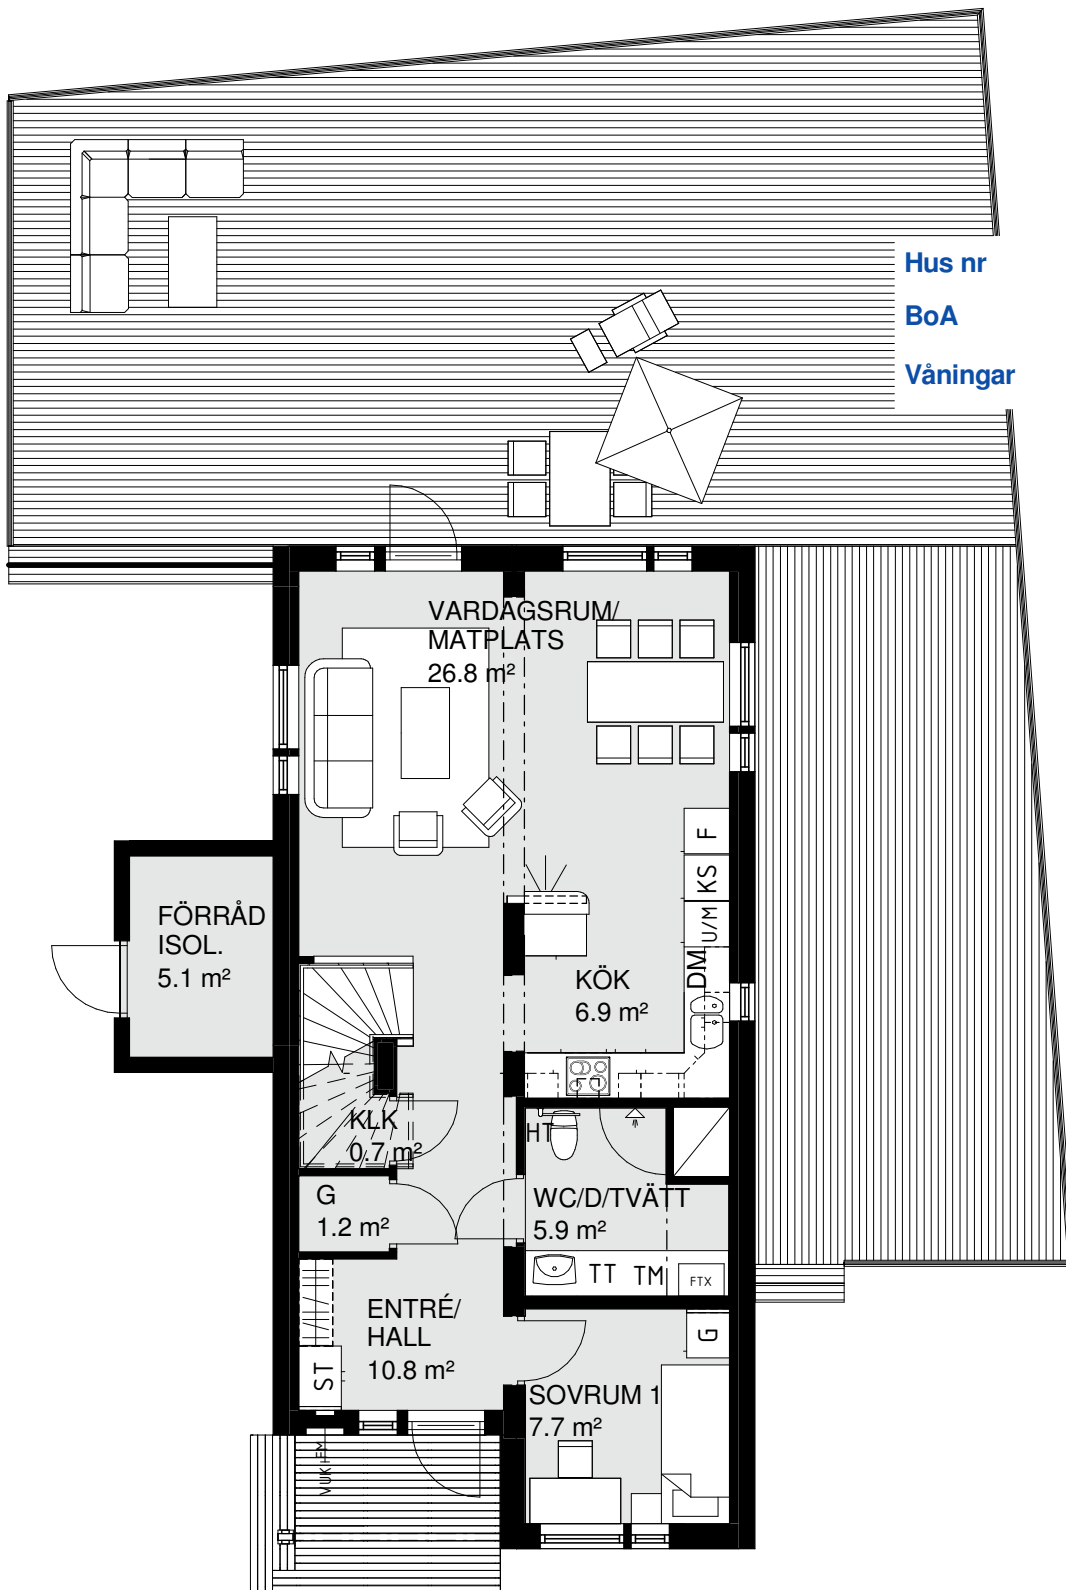 Hus nr
BoA
Våningar
VARDAGSRUM/
MATPLATS
26.8 m²
F
KS
U/M
DM
FÖRRÅD
ISOL.
5.1 m²
KÖK
6.9 m²
KLK
0.7 m²
HT
G
1.2 m²
WC/D/TVÄTT
5.9 m²
TT
TM
FTX
ENTRÉ/
HALL
10.8 m²
G
ST
SOVRUM 1
7.7 m²